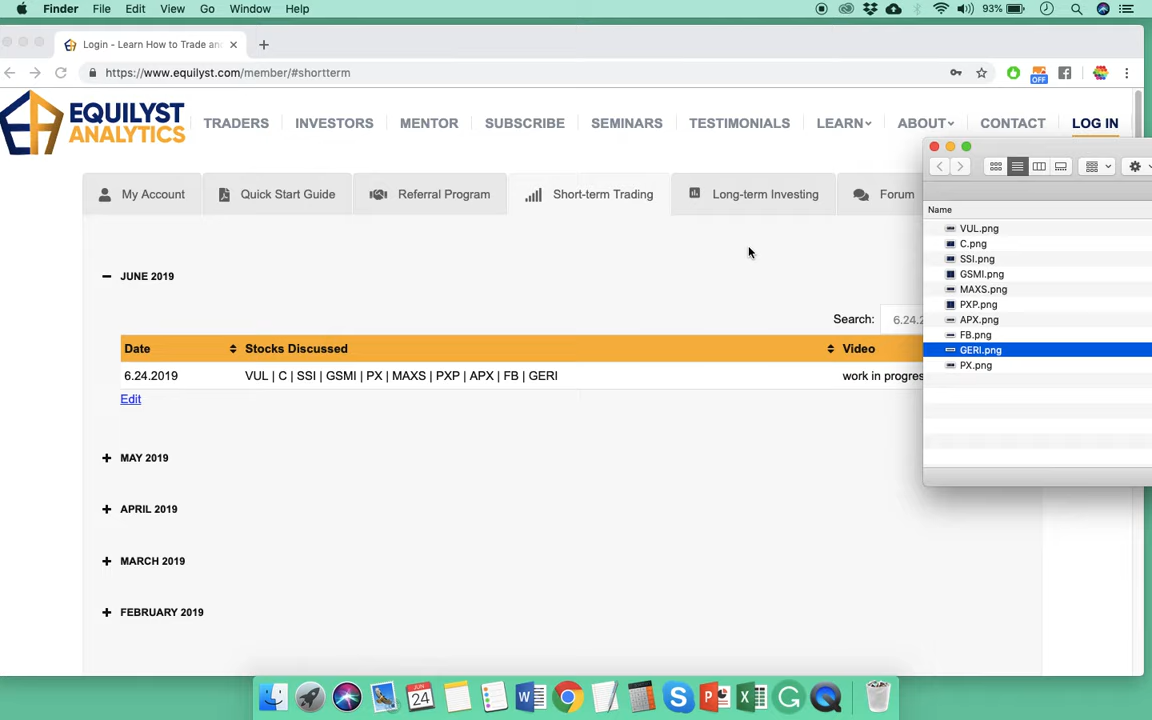 Finder File Edit View Go Window Help 93%
Login - Learn How to Trade an
https://www.equilyst.com/member/#shortterm
OFF
EQUILYST
ANALYTICS
TRADERS INVESTORS MENTOR SUBSCRIBE SEMINARS TESTIMONIALS LEARN ABOUT CONTACT LOG IN
My Account Quick Start Guide Referral Program Short-term Trading Long-term Investing Forum
Name
VUL.png
C.png
SSI.png
GSMI.png
MAXS.png
PXP.png
APX.png
FB.png
GERI.png
PX.png
JUNE 2019
Search: 6.24.2
Date Stocks Discussed Video
6.24.2019 VUL | C | SSI | GSMI | PX | MAXS | PXP | APX | FB | GERI work in progres
Edit
MAY 2019
APRIL 2019
MARCH 2019
FEBRUARY 2019
JUN
24